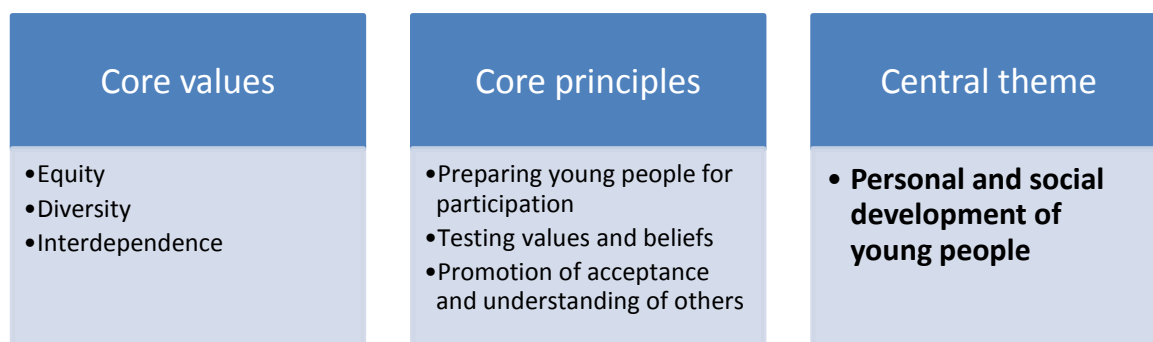 Core values
•Equity
•Diversity
•Interdependence
Core principles
•Preparing young people for
participation
•Testing values and beliefs
•Promotion of acceptance
and understanding of others
Central theme
• Personal and social
development of
young people